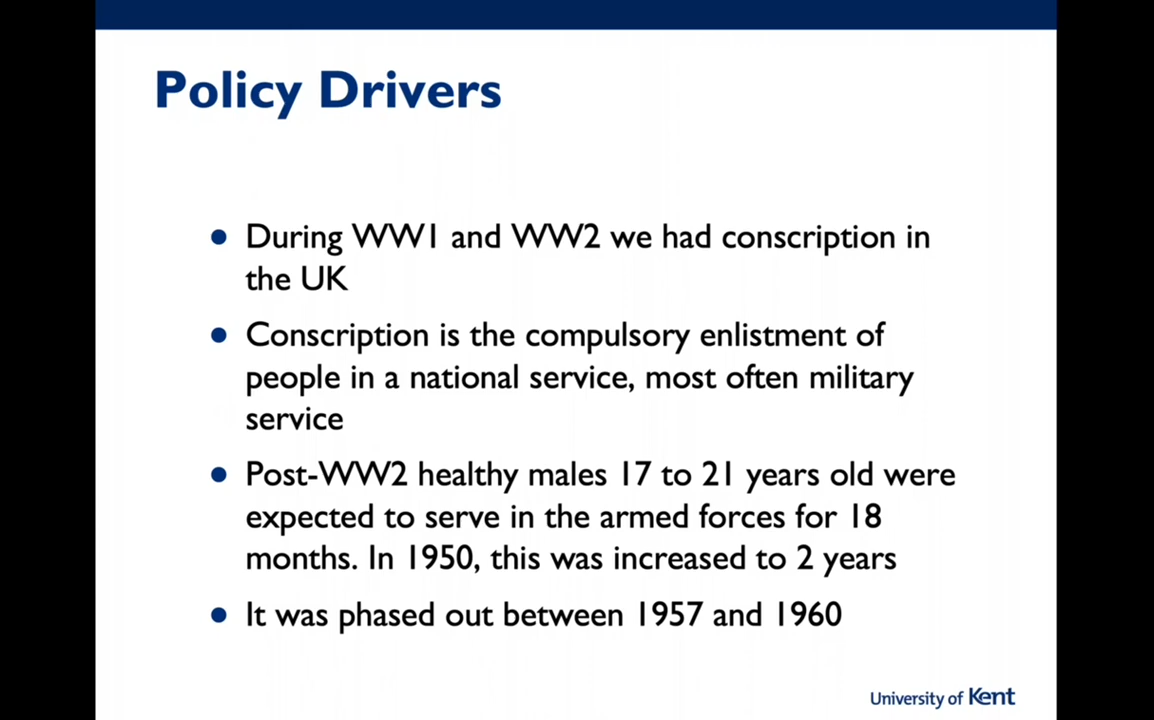 Policy Drivers
• During WW1 and WW2 we had conscription in
the UK
• Conscription is the compulsory enlistment of
people in a national service, most often military
service
• Post-WW2 healthy males 17 to 21 years old were
expected to serve in the armed forces for 18
months. In 1950, this was increased to 2 years
• It was phased out between 1957 and 1960
University of Kent